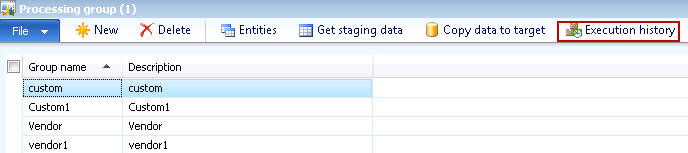 Processing group (1)
File New Delete Entities Get staging data Copy data to target Execution history
Group name Description
custom custom
Custom1 Custom1
Vendor Vendor
vendor1 vendor1